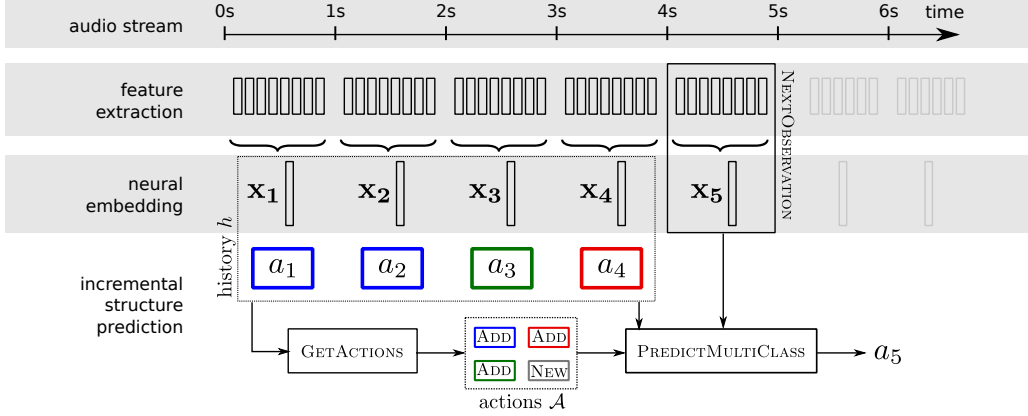 audio stream
0s 1s 2s 3s 4s 5s 6s time
feature
extraction
NEXTOBSERVATION
neural
embedding
x₁ x₂ x₃ x₄ x₅
history h
a₁ a₂ a₃ a₄
incremental
structure
prediction
GETACTIONS
ADD ADD
ADD NEW
actions 𝒜
PREDICTMULTICLASS
a₅